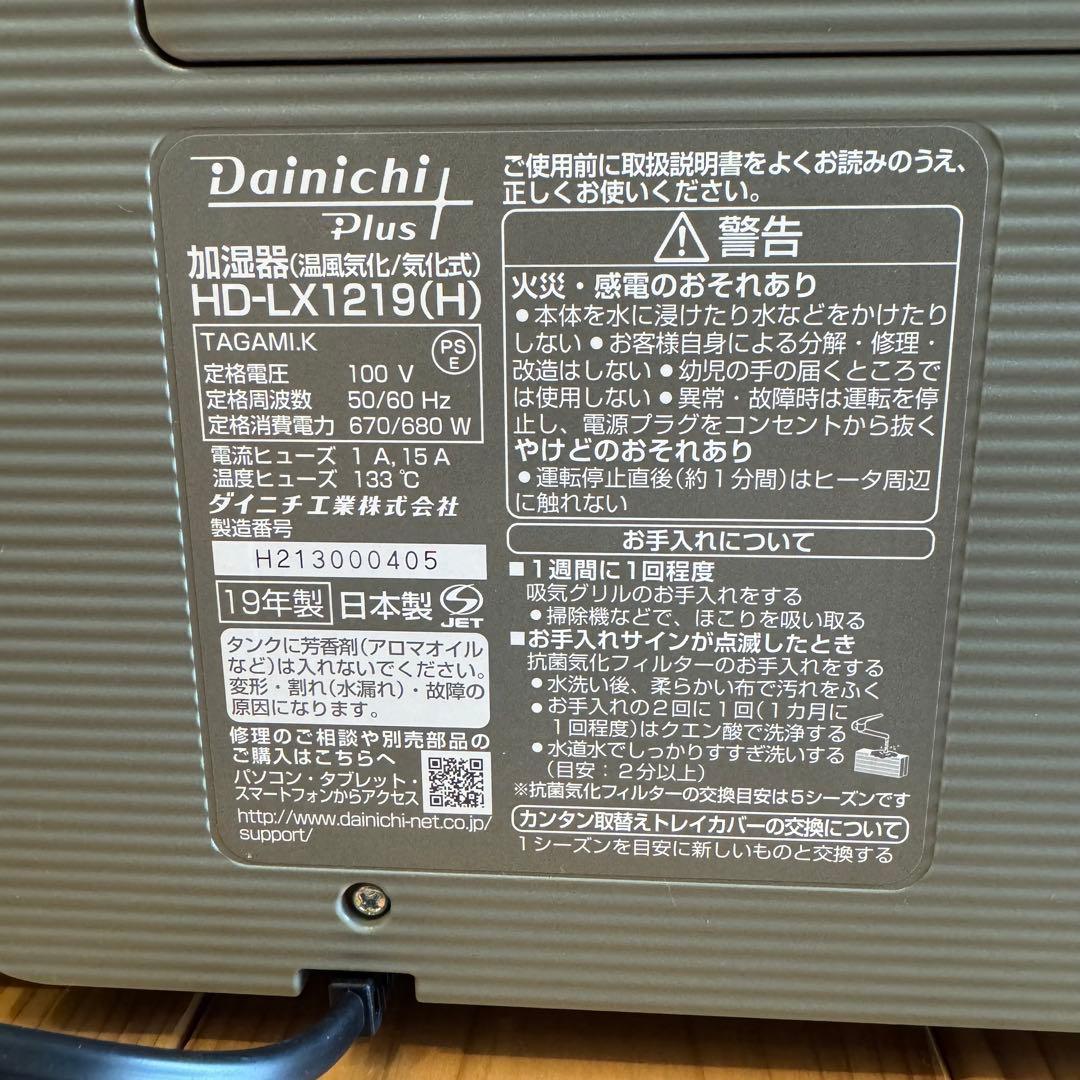 Dainichi
Plus
加湿器(温風気化/気化式)
HD-LX1219(H)
TAGAMI.K
PS
E
定格電圧 100 V
定格周波数 50/60 Hz
定格消費電力 670/680 W
電流ヒューズ 1 A, 15 A
温度ヒューズ 133 ℃
ダイニチ工業株式会社
製造番号
H213000405
19年製 日本製 JET
タンクに芳香剤(アロマオイル
など)は入れないでください。
変形・割れ(水漏れ)・故障の
原因になります。
修理のご相談や別売部品の
ご購入はこちらへ
パソコン・タブレット・
スマートフォンからアクセス
http://www.dainichi-net.co.jp/
support/
ご使用前に取扱説明書をよくお読みのうえ、
正しくお使いください。
警告
火災・感電のおそれあり
●本体を水に浸けたり水などをかけたり
しない ●お客様自身による分解・修理・
改造はしない ●幼児の手の届くところで
は使用しない ●異常・故障時は運転を停
止し、電源プラグをコンセントから抜く
やけどのおそれあり
●運転停止直後(約1分間)はヒータ周辺
に触れない
お手入れについて
■1週間に1回程度
吸気グリルのお手入れをする
●掃除機などで、ほこりを吸い取る
■お手入れサインが点滅したとき
抗菌気化フィルターのお手入れをする
●水洗い後、柔らかい布で汚れをふく
●お手入れの2回に1回(1カ月に
1回程度)はクエン酸で洗浄する
●水道水でしっかりすすぎ洗いする
(目安：2分以上)
※抗菌気化フィルターの交換目安は5シーズンです
カンタン取替えトレイカバーの交換について
1シーズンを目安に新しいものと交換する